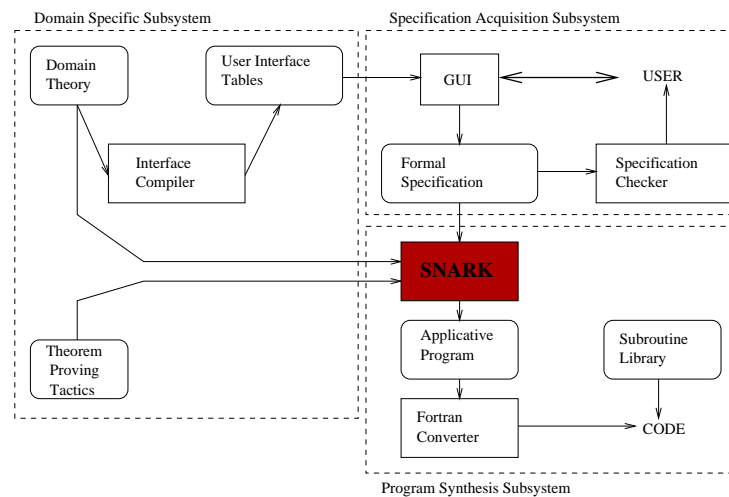 Domain Specific Subsystem
Specification Acquisition Subsystem
Domain
Theory
User Interface
Tables
GUI
USER
Interface
Compiler
Formal
Specification
Specification
Checker
SNARK
Theorem
Proving
Tactics
Applicative
Program
Subroutine
Library
Fortran
Converter
CODE
Program Synthesis Subsystem